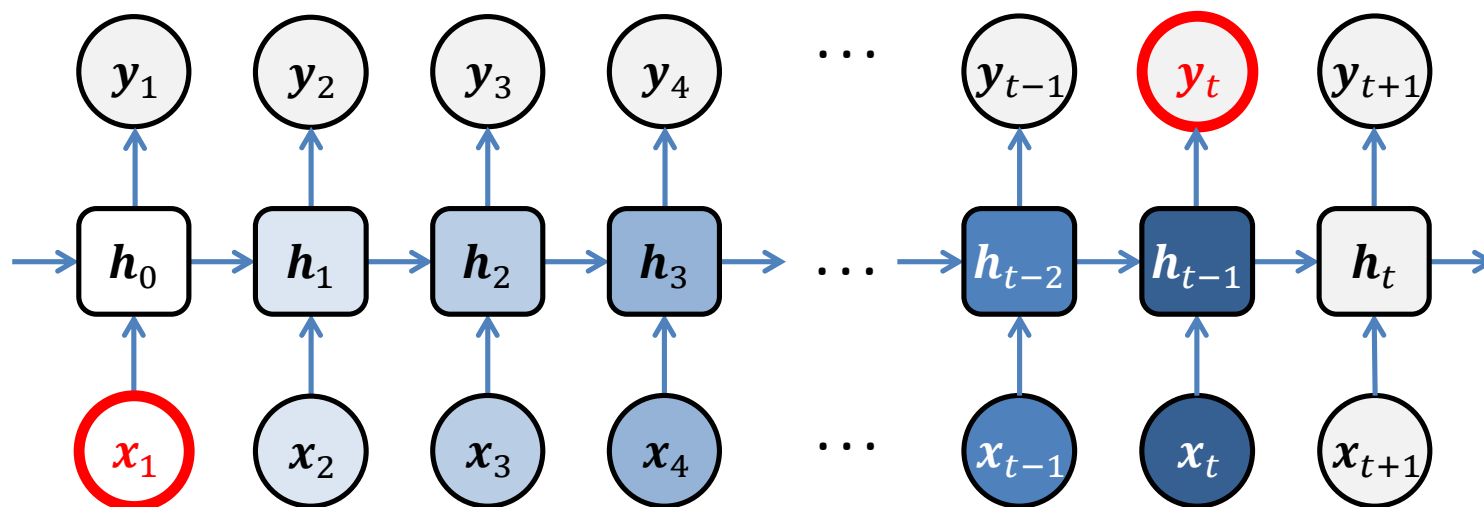 y₁ y₂ y₃ y₄ ... yₜ₋₁ yₜ yₜ₊₁
h₀ h₁ h₂ h₃ ... hₜ₋₂ hₜ₋₁ hₜ
x₁ x₂ x₃ x₄ ... xₜ₋₁ xₜ xₜ₊₁